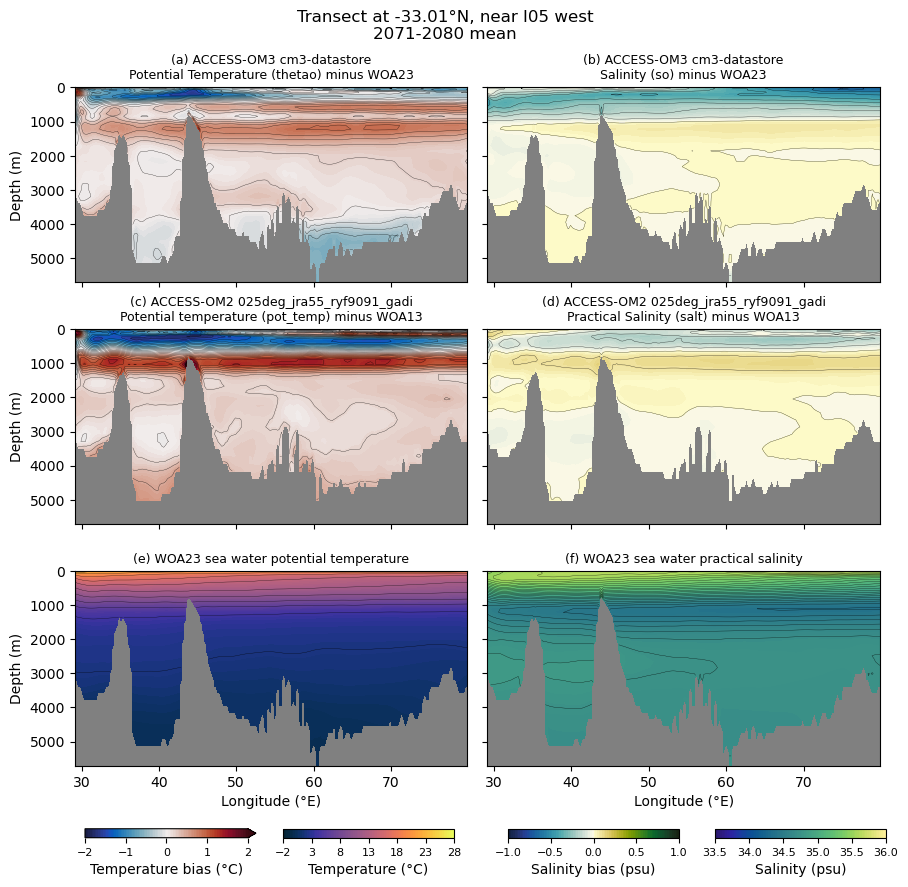 Transect at -33.01°N, near I05 west
2071-2080 mean
(a) ACCESS-OM3 cm3-datastore
Potential Temperature (thetao) minus WOA23
(b) ACCESS-OM3 cm3-datastore
Salinity (so) minus WOA23
0
1000
2000
3000
4000
5000
Depth (m)
(c) ACCESS-OM2 025deg_jra55_ryf9091_gadi
Potential temperature (pot_temp) minus WOA13
(d) ACCESS-OM2 025deg_jra55_ryf9091_gadi
Practical Salinity (salt) minus WOA13
0
1000
2000
3000
4000
5000
Depth (m)
(e) WOA23 sea water potential temperature
(f) WOA23 sea water practical salinity
0
1000
2000
3000
4000
5000
Depth (m)
30 40 50 60 70
Longitude (°E)
30 40 50 60 70
Longitude (°E)
−2 −1 0 1 2
Temperature bias (°C)
−2 3 8 13 18 23 28
Temperature (°C)
−1.0 −0.5 0.0 0.5 1.0
Salinity bias (psu)
33.5 34.0 34.5 35.0 35.5 36.0
Salinity (psu)